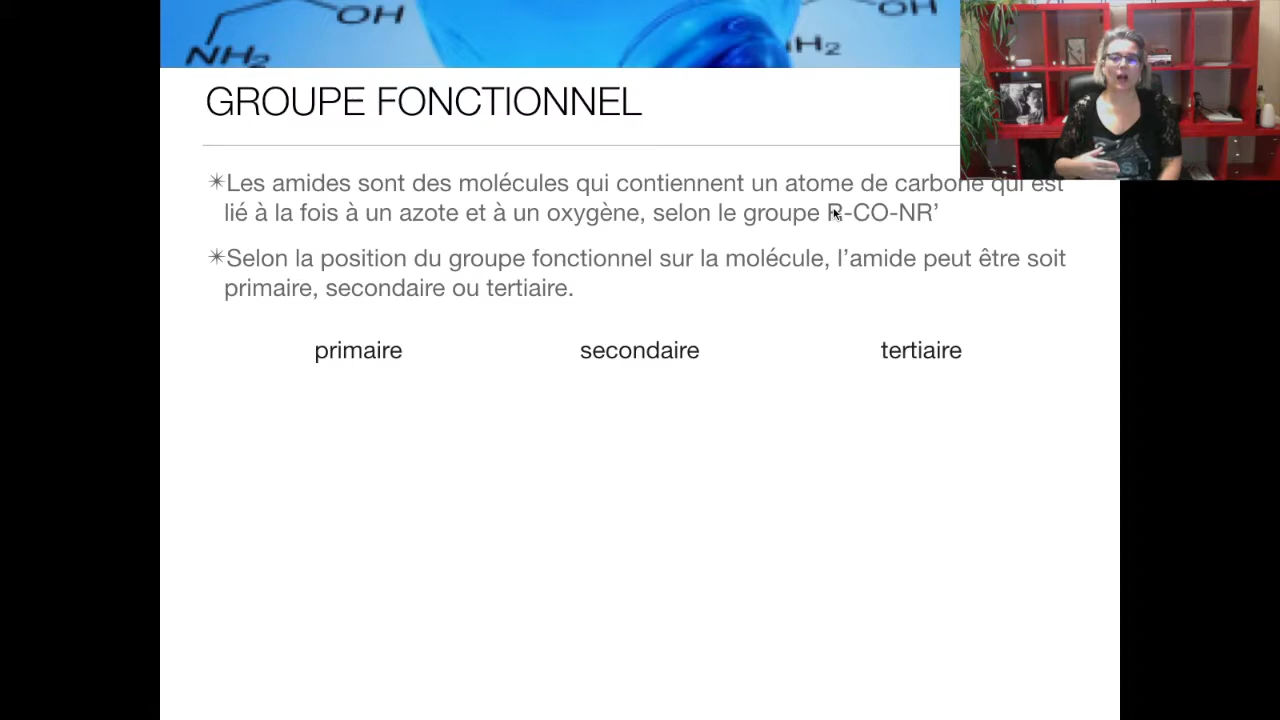 OH
NH₂
OH
H₂
GROUPE FONCTIONNEL
✴Les amides sont des molécules qui contiennent un atome de carbone qui est
lié à la fois à un azote et à un oxygène, selon le groupe R-CO-NR’
✴Selon la position du groupe fonctionnel sur la molécule, l’amide peut être soit
primaire, secondaire ou tertiaire.
primaire secondaire tertiaire